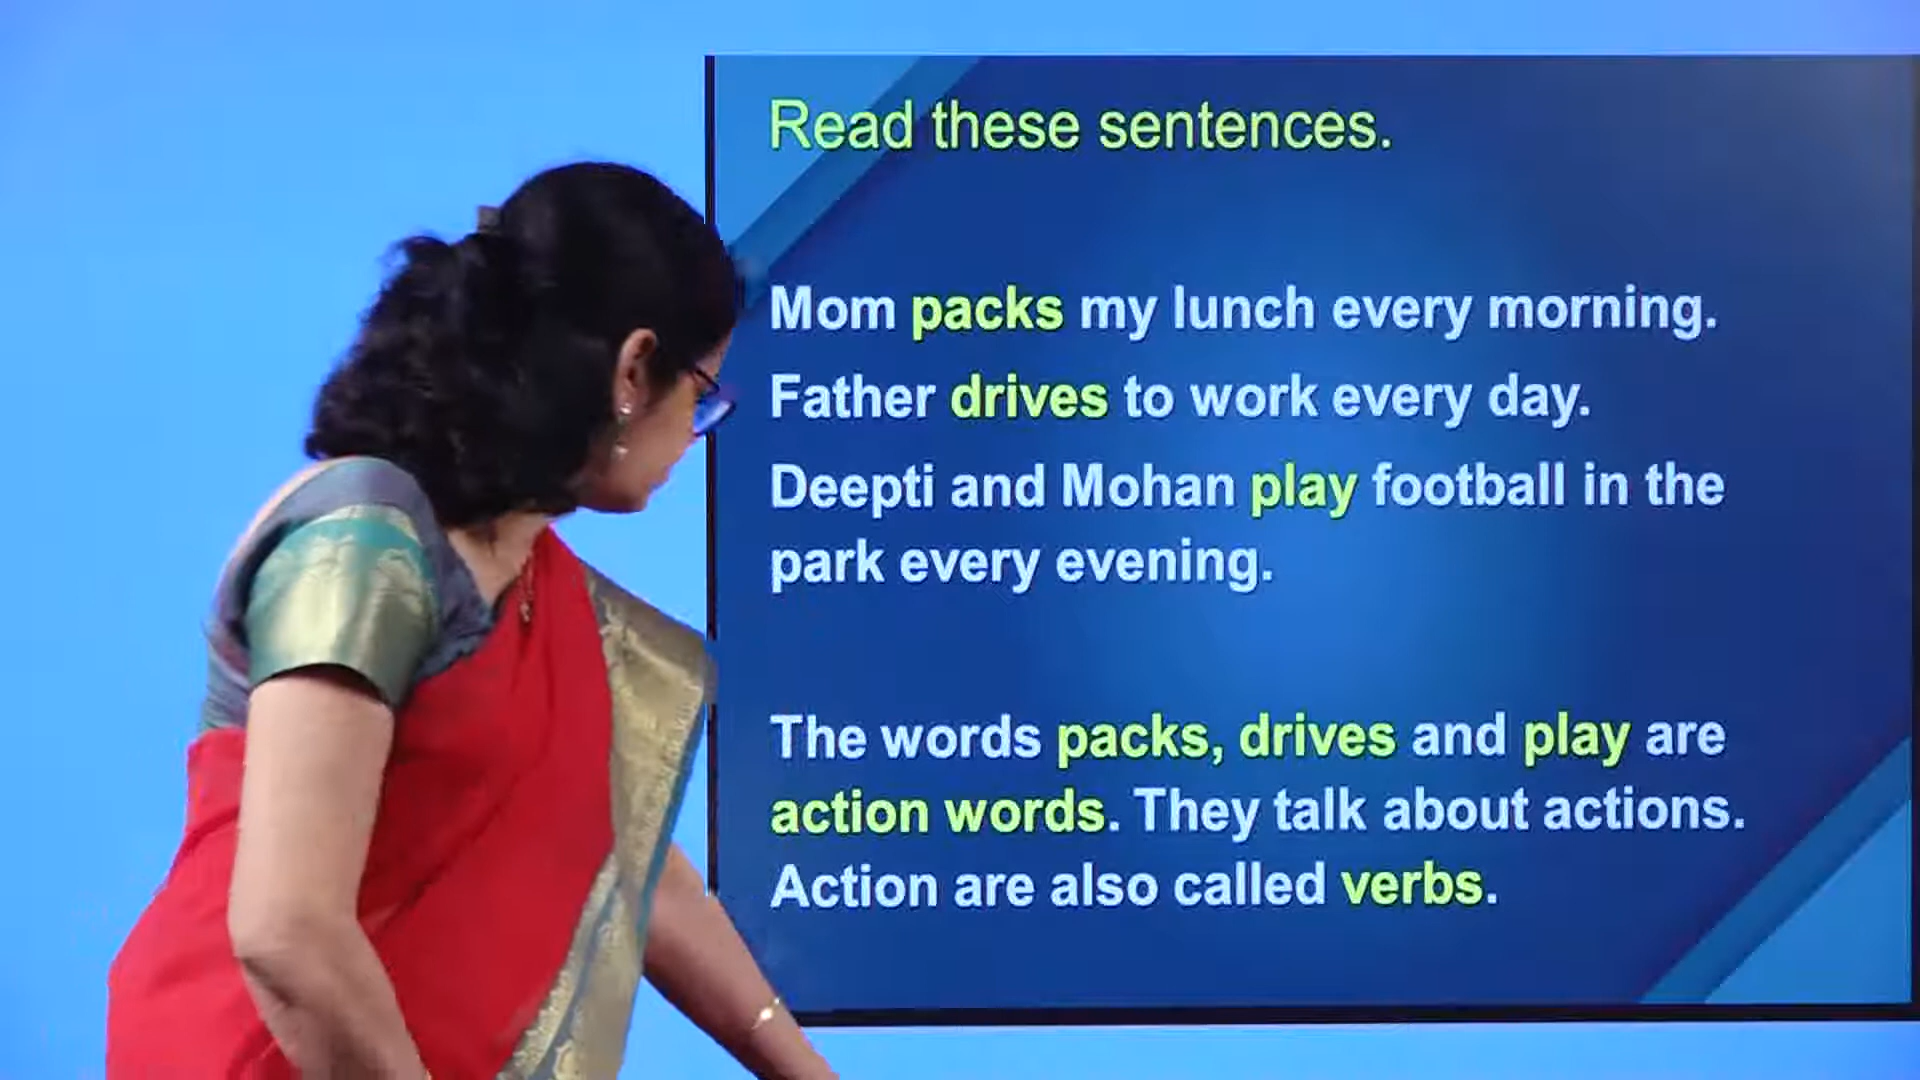 Read these sentences.
Mom packs my lunch every morning.
Father drives to work every day.
Deepti and Mohan play football in the
park every evening.
The words packs, drives and play are
action words. They talk about actions.
Action are also called verbs.